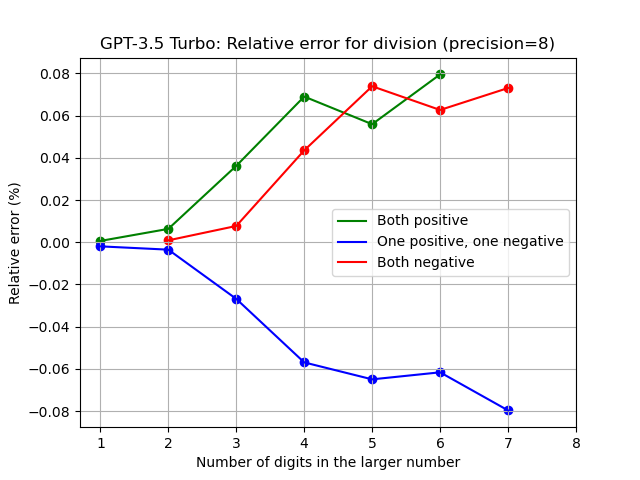 GPT-3.5 Turbo: Relative error for division (precision=8)
Relative error (%)
0.08
0.06
0.04
0.02
0.00
−0.02
−0.04
−0.06
−0.08
Both positive
One positive, one negative
Both negative
1 2 3 4 5 6 7 8
Number of digits in the larger number